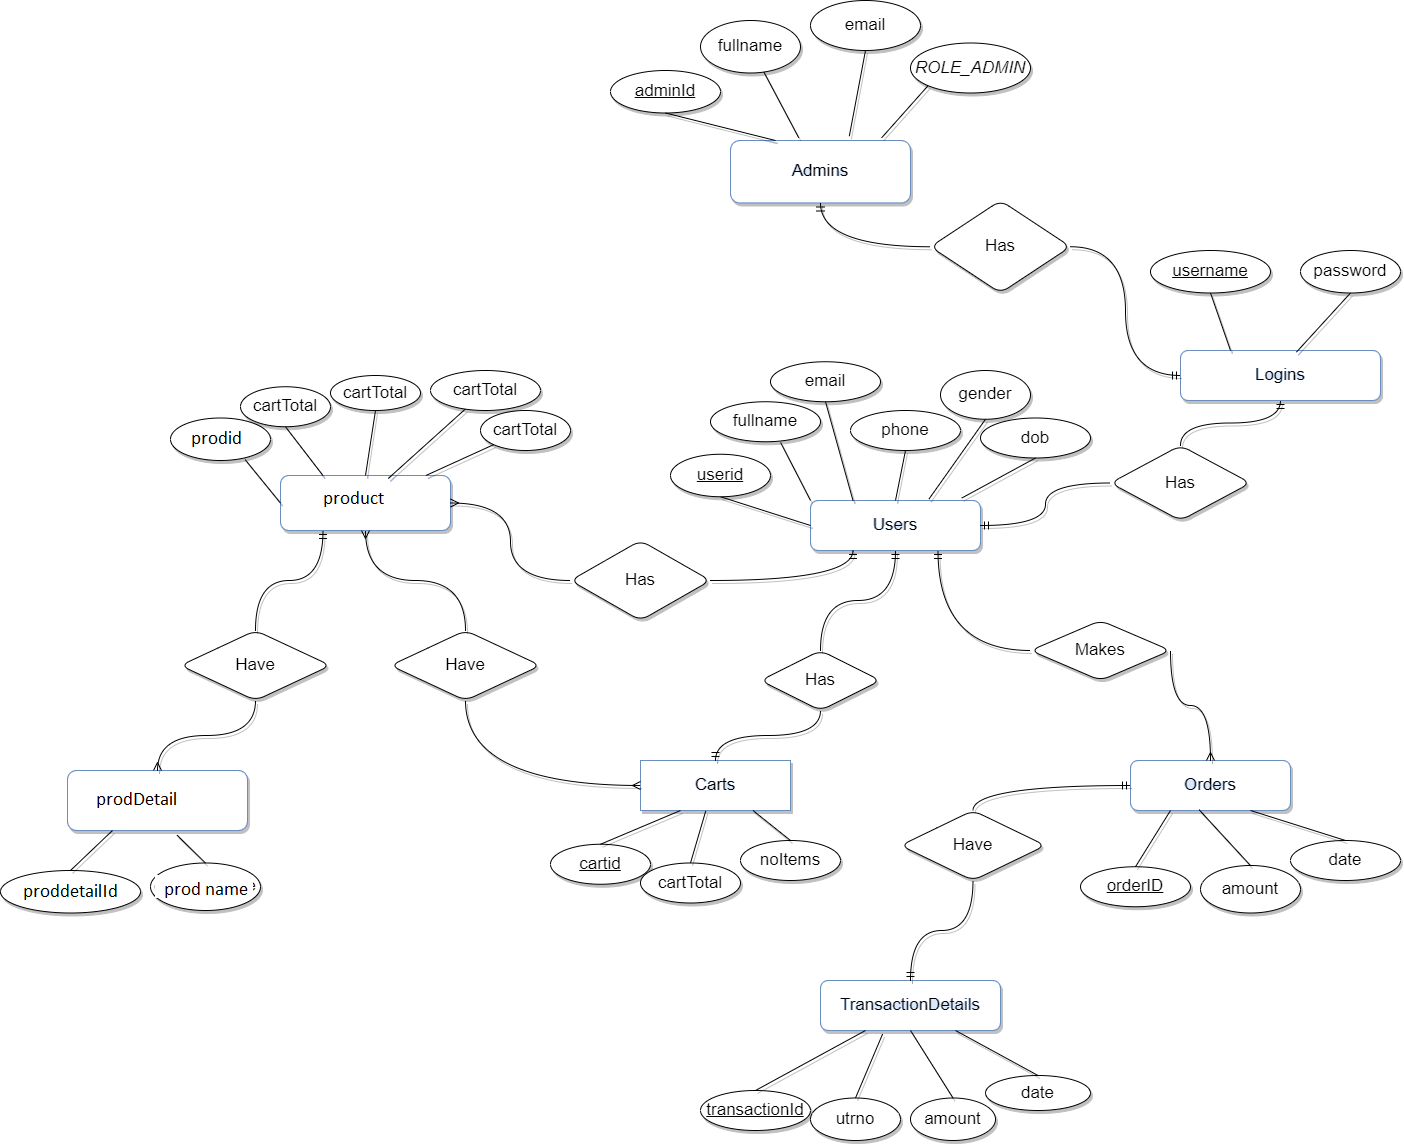 email
fullname
ROLE_ADMIN
adminId
Admins
Has
username
password
Logins
email
gender
cartTotal
cartTotal
cartTotal
fullname
phone
dob
prodid
cartTotal
userid
Has
product
Users
Has
Makes
Have
Have
Has
prodDetail
Carts
Orders
Have
cartid
noItems
date
proddetailId
prod name
cartTotal
orderID
amount
TransactionDetails
transactionId
utrno
amount
date